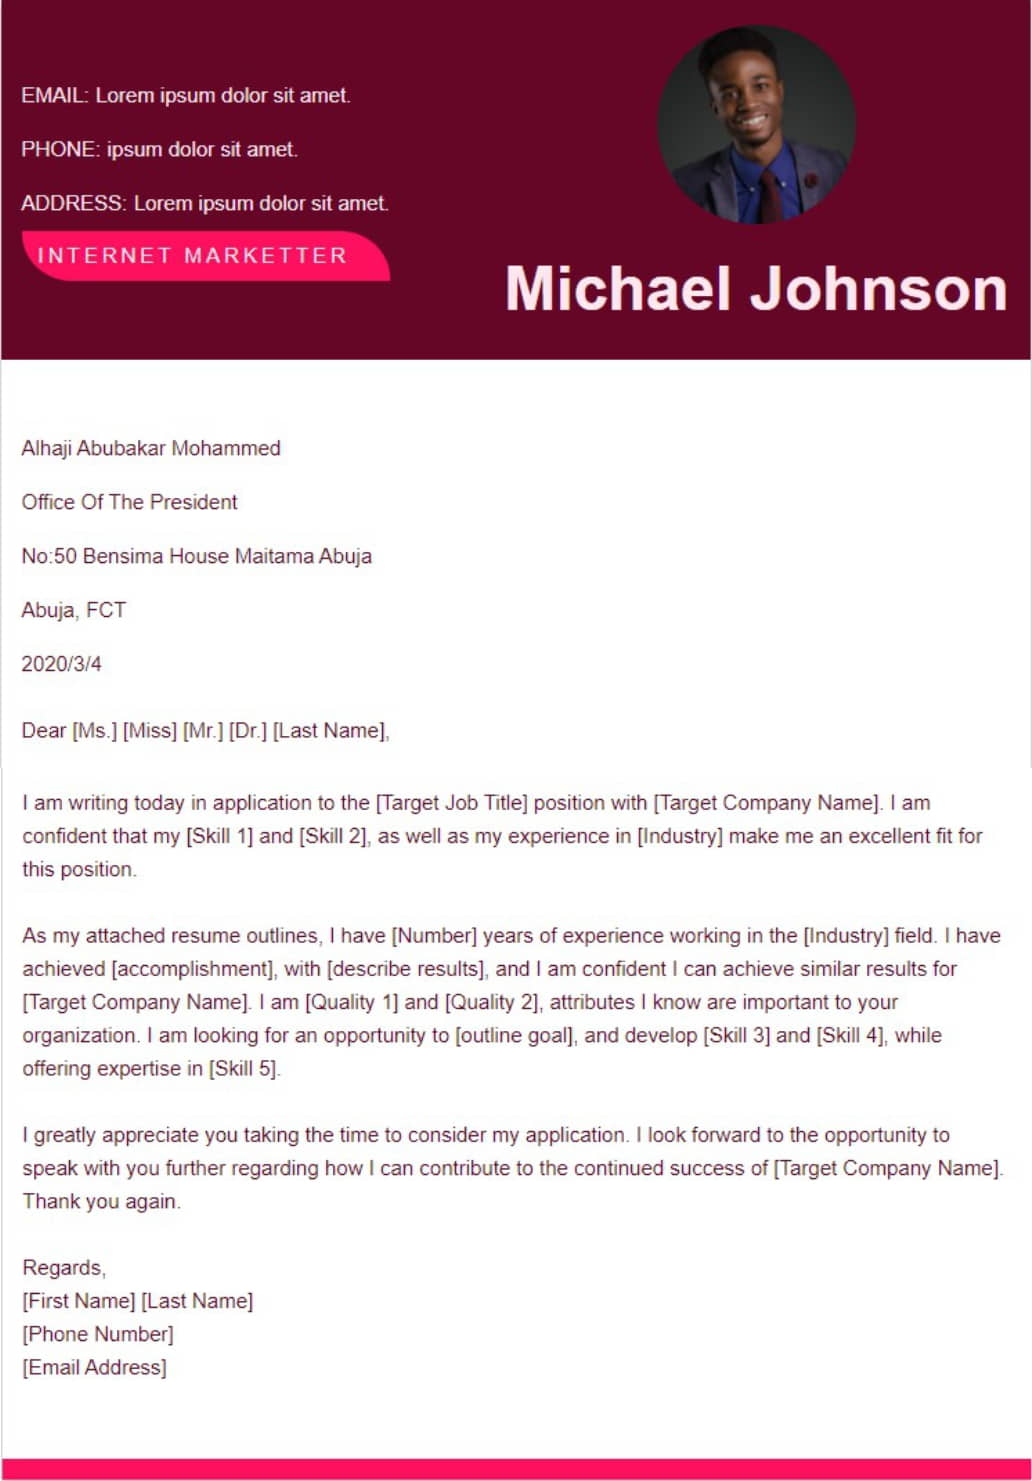 EMAIL: Lorem ipsum dolor sit amet.
PHONE: ipsum dolor sit amet.
ADDRESS: Lorem ipsum dolor sit amet.
INTERNET MARKETTER
Michael Johnson
Alhaji Abubakar Mohammed
Office Of The President
No:50 Bensima House Maitama Abuja
Abuja, FCT
2020/3/4
Dear [Ms.] [Miss] [Mr.] [Dr.] [Last Name],
I am writing today in application to the [Target Job Title] position with [Target Company Name]. I am
confident that my [Skill 1] and [Skill 2], as well as my experience in [Industry] make me an excellent fit for
this position.
As my attached resume outlines, I have [Number] years of experience working in the [Industry] field. I have
achieved [accomplishment], with [describe results], and I am confident I can achieve similar results for
[Target Company Name]. I am [Quality 1] and [Quality 2], attributes I know are important to your
organization. I am looking for an opportunity to [outline goal], and develop [Skill 3] and [Skill 4], while
offering expertise in [Skill 5].
I greatly appreciate you taking the time to consider my application. I look forward to the opportunity to
speak with you further regarding how I can contribute to the continued success of [Target Company Name].
Thank you again.
Regards,
[First Name] [Last Name]
[Phone Number]
[Email Address]